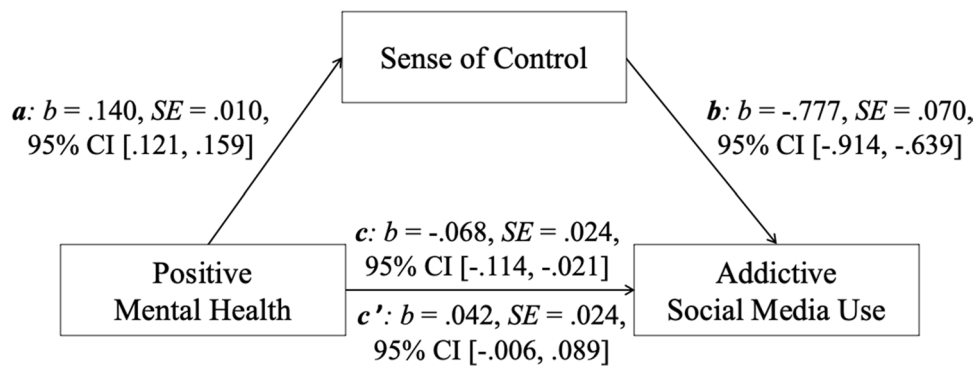 Sense of Control
a: b = .140, SE = .010,
95% CI [.121, .159]
b: b = -.777, SE = .070,
95% CI [-.914, -.639]
c: b = -.068, SE = .024,
95% CI [-.114, -.021]
Positive
Mental Health
Addictive
Social Media Use
c’: b = .042, SE = .024,
95% CI [-.006, .089]